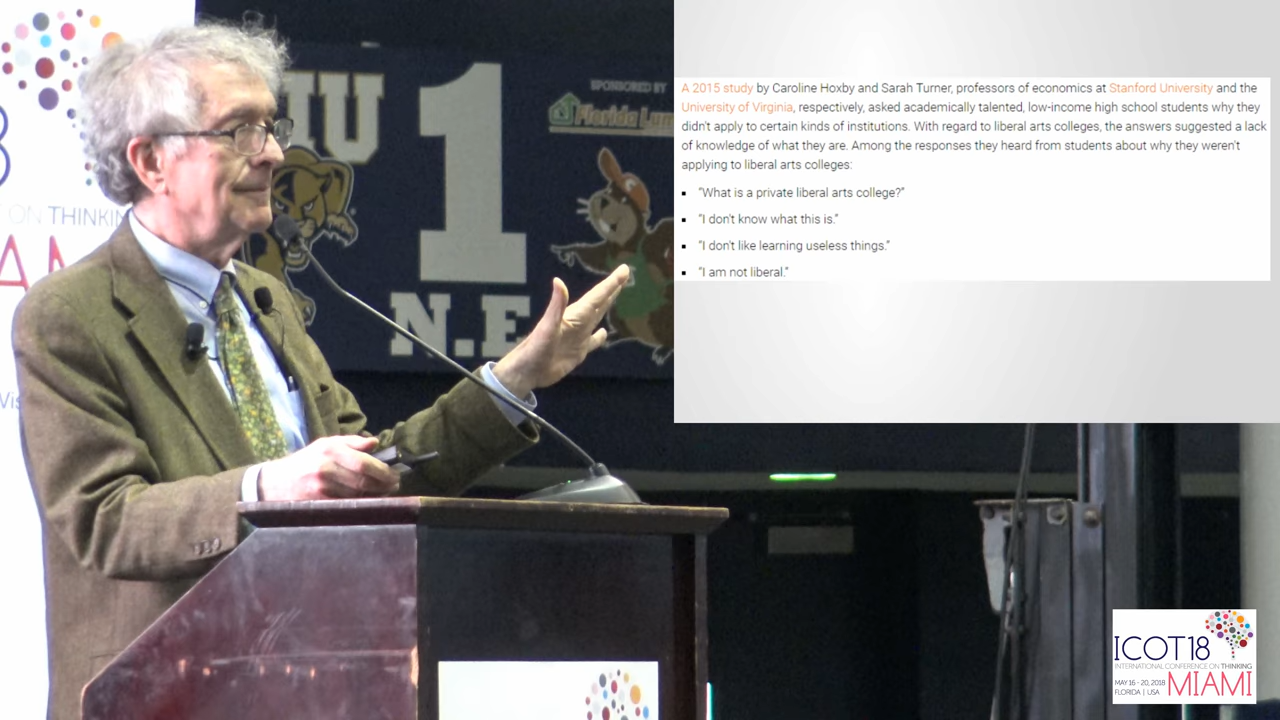 A 2015 study by Caroline Hoxby and Sarah Turner, professors of economics at Stanford University and the
University of Virginia, respectively, asked academically talented, low-income high school students why they
didn't apply to certain kinds of institutions. With regard to liberal arts colleges, the answers suggested a lack
of knowledge of what they are. Among the responses they heard from students about why they weren't
applying to liberal arts colleges:
▪ "What is a private liberal arts college?"
▪ "I don't know what this is."
▪ "I don't like learning useless things."
▪ "I am not liberal."
1
N.E
SPONSORED BY
Florida
ON THINKIN
ICOT18
INTERNATIONAL CONFERENCE ON THINKING
MAY 16 - 20, 2018
FLORIDA | USA
MIAMI